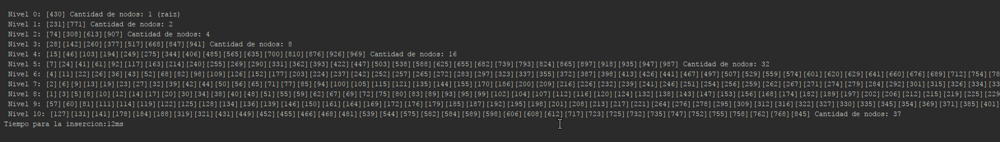 Nivel 0: [430] Cantidad de nodos: 1 (raiz)
Nivel 1: [231][771] Cantidad de nodos: 2
Nivel 2: [74][308][613][907] Cantidad de nodos: 4
Nivel 3: [28][142][260][377][517][668][847][941] Cantidad de nodos: 8
Nivel 4: [15][46][103][194][249][275][344][406][485][565][635][700][810][876][926][969] Cantidad de nodos: 16
Nivel 5: [7][24][41][61][92][117][163][214][240][255][269][290][331][362][393][422][447][503][538][588][625][655][682][739][793][824][865][897][918][935][947][987] Cantidad de nodos: 32
Nivel 6: [4][11][22][26][36][43][52][68][82][98][109][126][152][177][203][224][237][242][252][257][265][272][283][297][323][337][355][372][387][398][413][426][441][467][497][507][529][559][574][601][620][629][641][660][676][689][712][754][78
Nivel 7: [2][6][9][13][19][23][27][32][39][42][44][50][56][65][71][77][85][94][100][105][115][121][135][144][155][170][186][200][209][216][226][232][239][241][246][251][254][256][259][262][267][271][274][279][284][292][301][315][326][334][33
Nivel 8: [1][3][5][8][10][12][14][17][20][30][34][38][40][48][51][55][59][62][67][69][72][75][80][83][89][93][95][99][102][104][107][112][116][120][124][132][138][143][147][153][156][168][174][182][189][197][202][206][212][215][219][225][229
Nivel 9: [57][60][81][111][114][119][122][125][128][134][136][139][146][150][161][164][169][172][176][179][185][187][192][195][198][201][208][213][217][221][264][276][278][295][309][312][316][322][327][330][335][345][354][369][371][385][401]
Nivel 10: [127][131][141][178][184][188][319][321][431][449][452][455][466][468][481][539][544][575][582][584][589][598][606][608][612][717][723][725][732][735][747][752][755][758][762][768][845] Cantidad de nodos: 37
Tiempo para la insercion:12ms